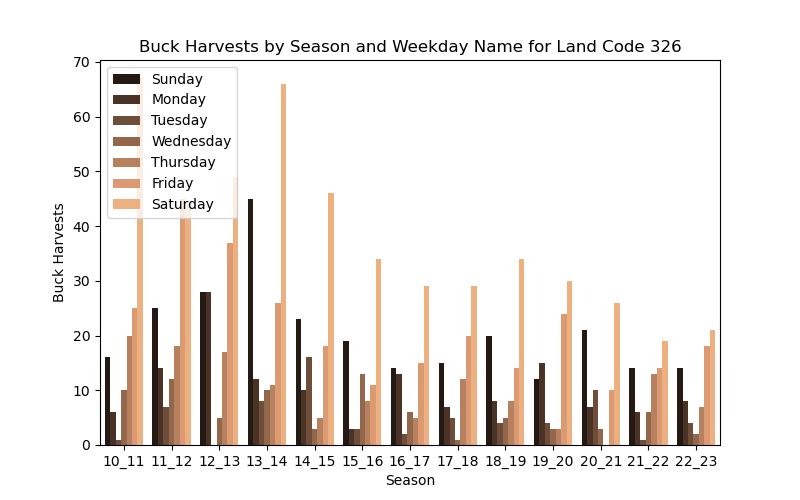 Buck Harvests by Season and Weekday Name for Land Code 326
70
60
50
40
30
20
10
0
Buck Harvests
Sunday
Monday
Tuesday
Wednesday
Thursday
Friday
Saturday
10_11 11_12 12_13 13_14 14_15 15_16 16_17 17_18 18_19 19_20 20_21 21_22 22_23
Season